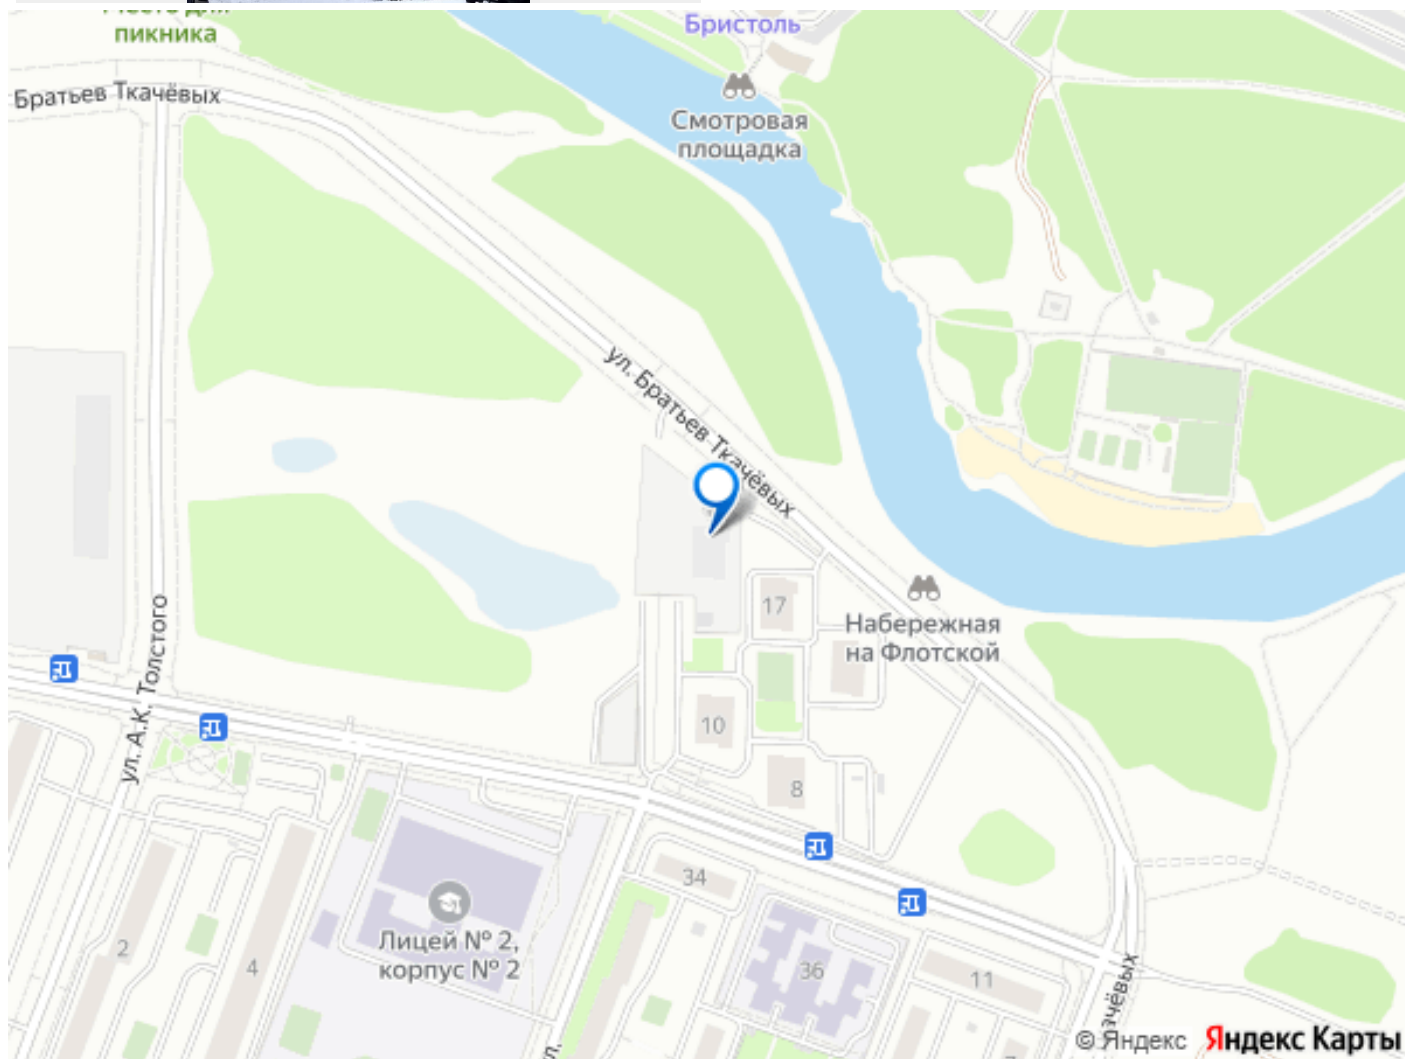 пикника
Бристоль
Братьев Ткачёвых
Смотровая
площадка
ул. Братьев Ткачёвых
17
Набережная
на Флотской
ул. А.К. Толстого
10
8
34
Лицей № 2,
корпус № 2
2
4
36
11
ул.
© Яндекс Яндекс Карты